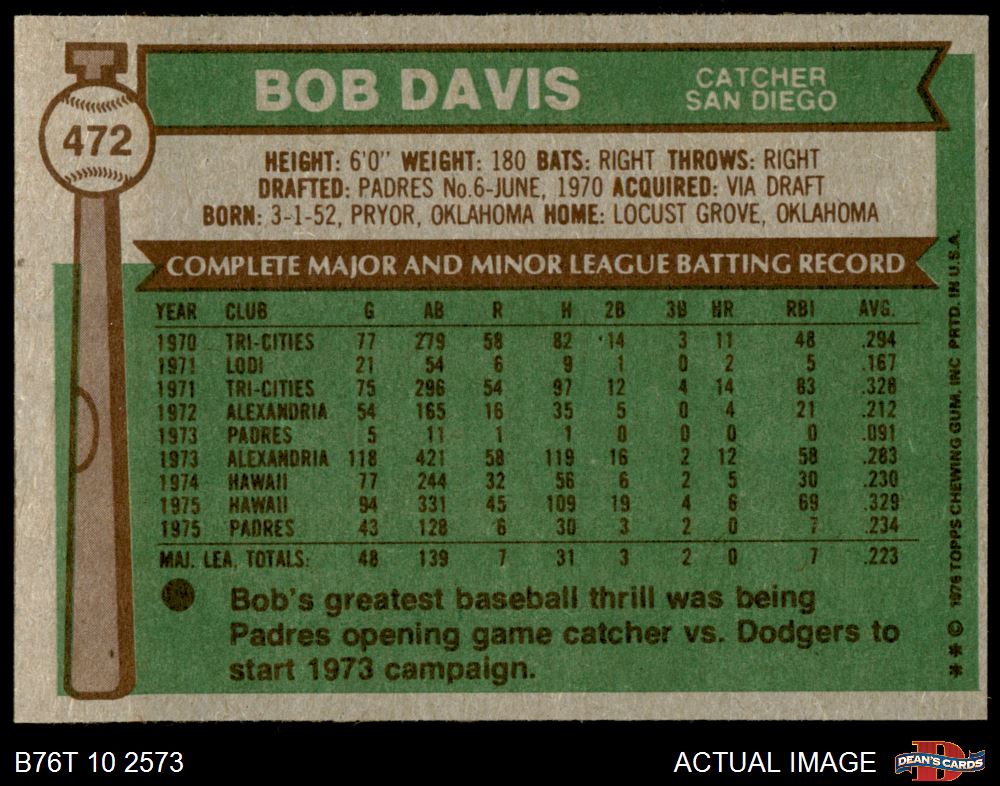 472
BOB DAVIS
CATCHER
SAN DIEGO
HEIGHT: 6'0" WEIGHT: 180 BATS: RIGHT THROWS: RIGHT
DRAFTED: PADRES No.6-JUNE, 1970 ACQUIRED: VIA DRAFT
BORN: 3-1-52, PRYOR, OKLAHOMA HOME: LOCUST GROVE, OKLAHOMA
COMPLETE MAJOR AND MINOR LEAGUE BATTING RECORD
YEAR CLUB G AB R H 2B 3B HR RBI AVG.
1970 TRI-CITIES 77 279 58 82 14 3 11 48 .294
1971 LODI 21 54 6 9 1 0 2 5 .167
1971 TRI-CITIES 75 296 54 97 12 4 14 83 .328
1972 ALEXANDRIA 54 165 16 35 5 0 4 21 .212
1973 PADRES 5 11 1 1 0 0 0 0 .091
1973 ALEXANDRIA 118 421 58 119 16 2 12 58 .283
1974 HAWAII 77 244 32 56 6 2 5 30 .230
1975 HAWAII 94 331 45 109 19 4 6 69 .329
1975 PADRES 43 128 6 30 3 2 0 7 .234
MAJ. LEA. TOTALS: 48 139 7 31 3 2 0 7 .223
Bob's greatest baseball thrill was being
Padres opening game catcher vs. Dodgers to
start 1973 campaign.
** © 1976 TOPPS CHEWING GUM, INC PRTD. IN U.S.A.
B76T 10 2573
ACTUAL IMAGE
D
DEAN'S CARDS